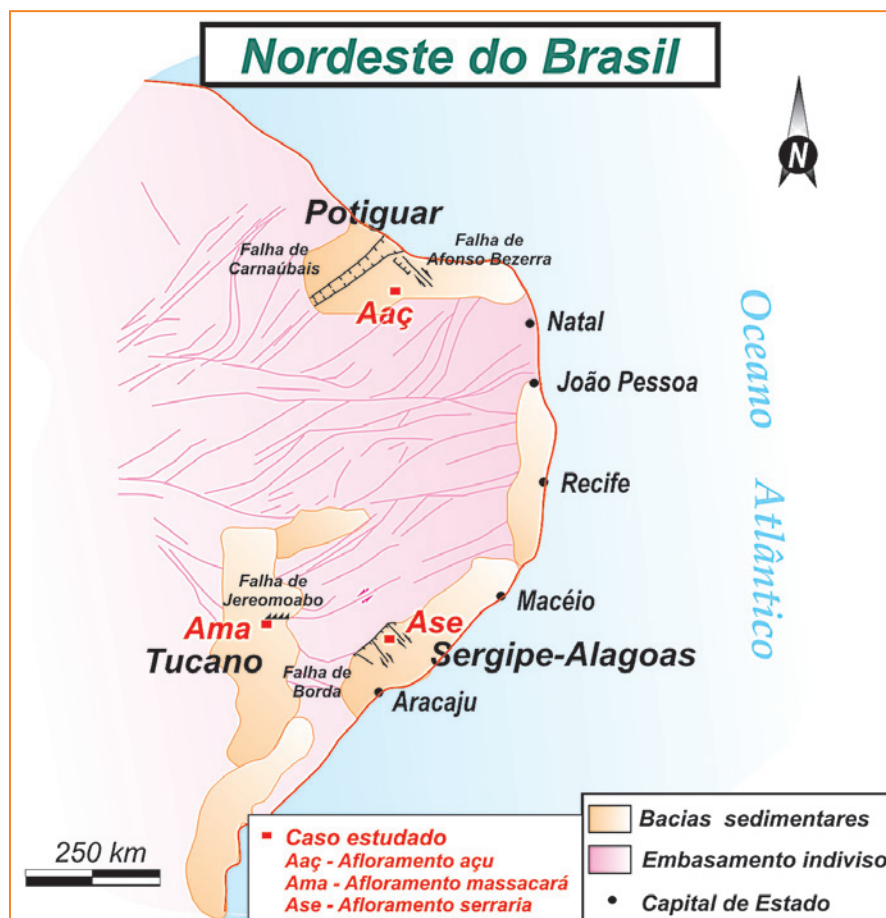 Nordeste do Brasil
N
Potiguar
Falha de
Carnaúbais
Falha de
Afonso Bezerra
Aaç
Natal
João Pessoa
Recife
Oceano Atlântico
Falha de
Jereomoabo
Ama
Tucano
Ase
Macéio
Sergipe-Alagoas
Falha de
Borda
Aracaju
250 km
Caso estudado
Aaç - Afloramento açu
Ama - Afloramento massacará
Ase - Afloramento serraria
Bacias sedimentares
Embasamento indiviso
Capital de Estado